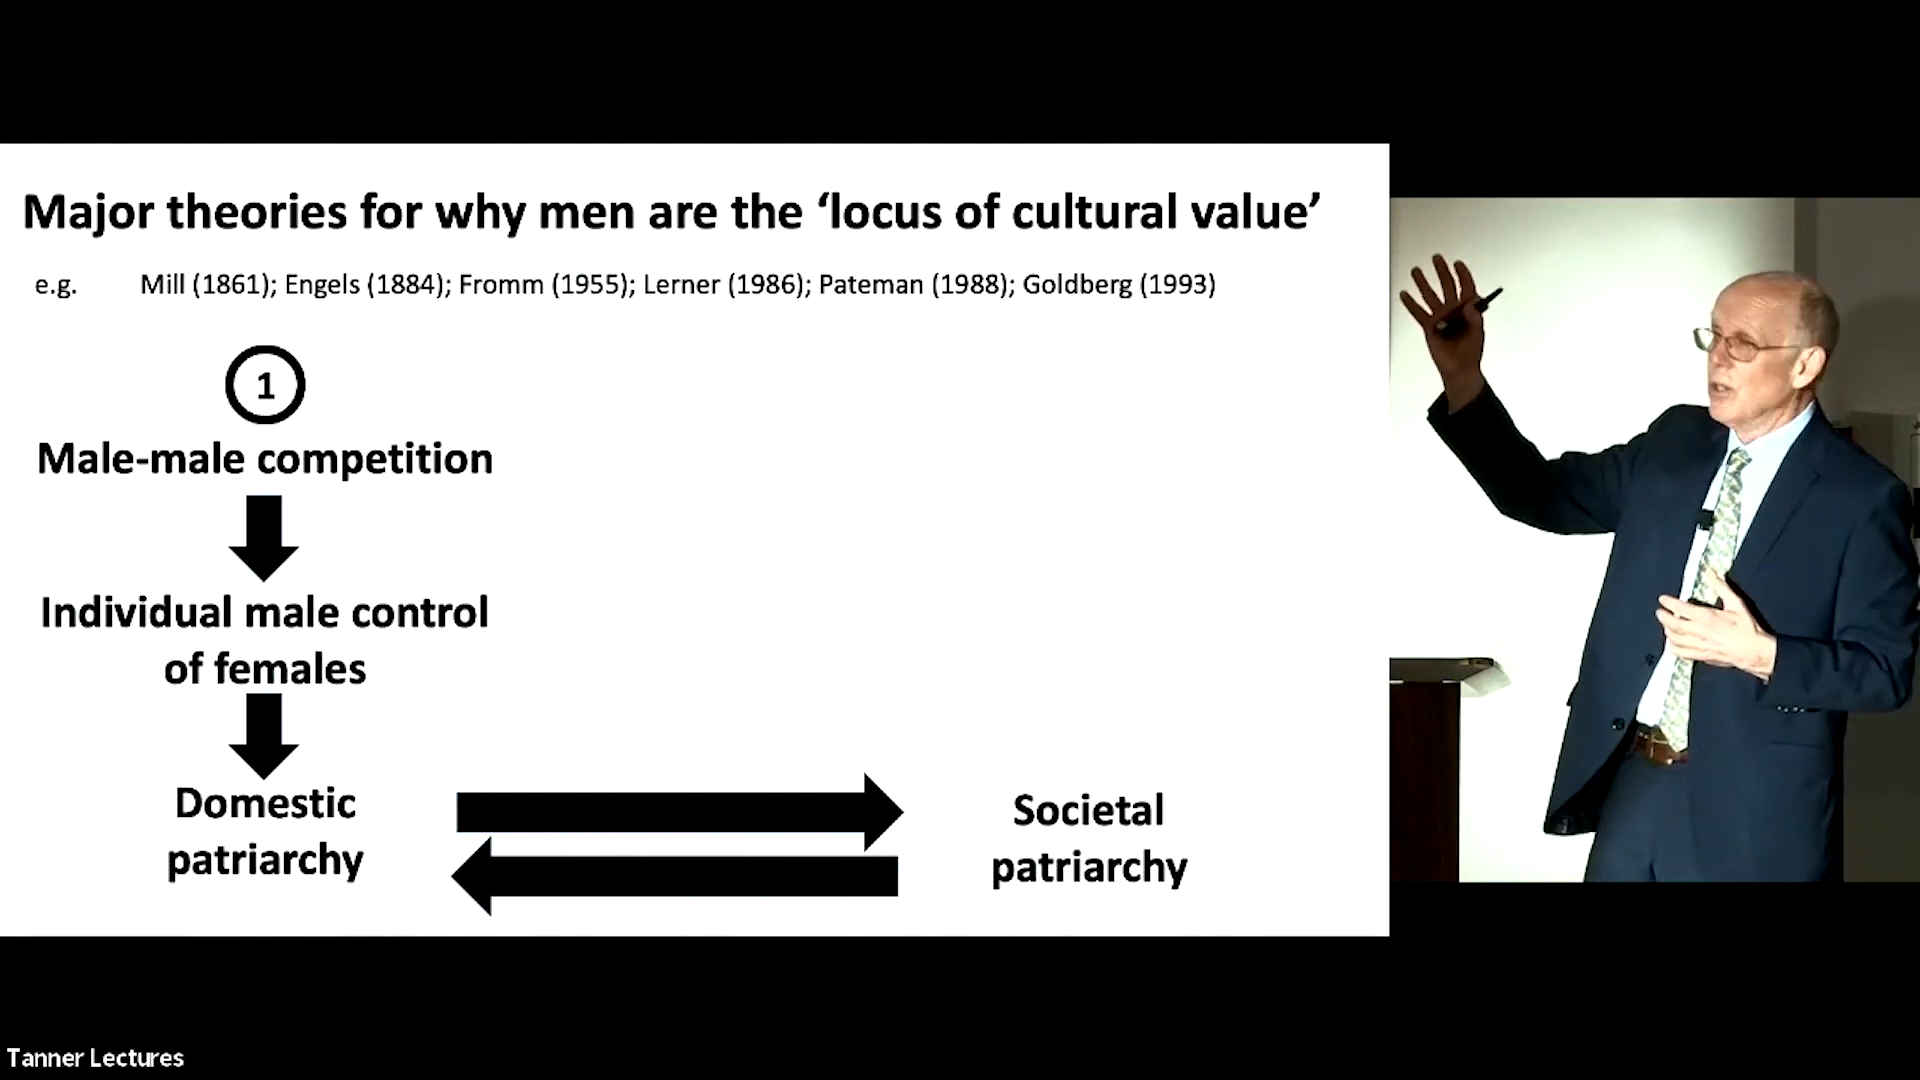 Major theories for why men are the ‘locus of cultural value’
e.g. Mill (1861); Engels (1884); Fromm (1955); Lerner (1986); Pateman (1988); Goldberg (1993)
1
Male-male competition
Individual male control
of females
Domestic
patriarchy
Societal
patriarchy
Tanner Lectures